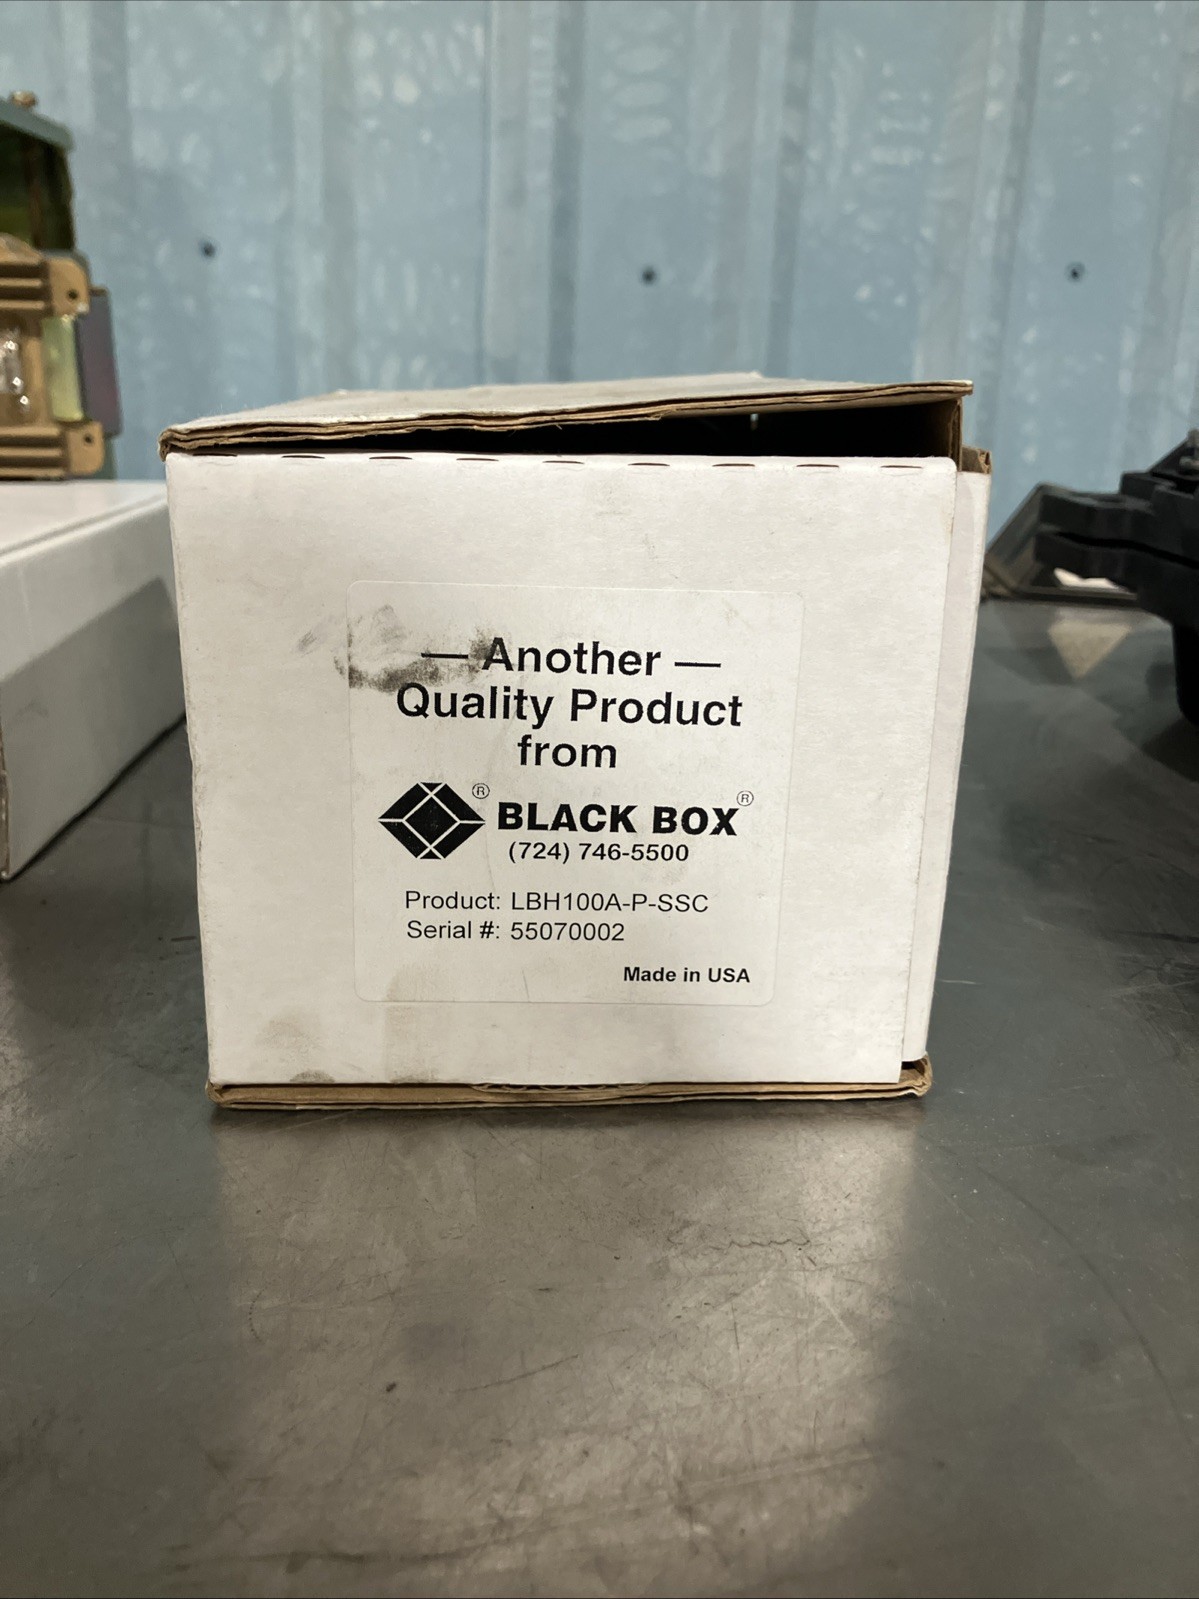 — Another —
Quality Product
from
® BLACK BOX ®
(724) 746-5500
Product: LBH100A-P-SSC
Serial #: 55070002
Made in USA